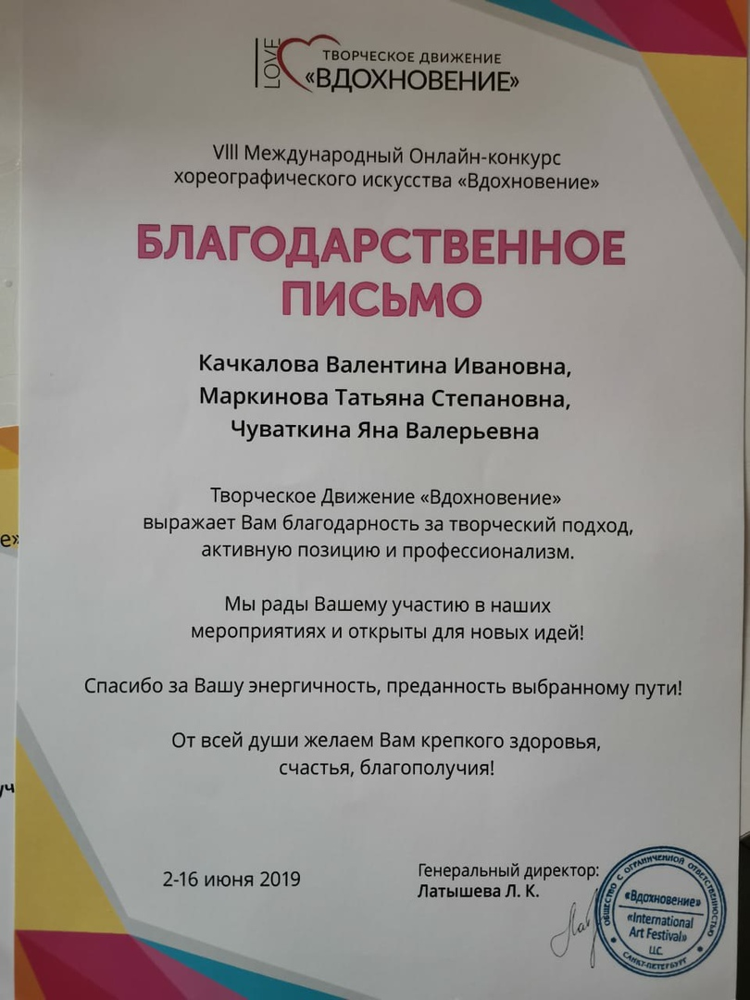 LOVE
ТВОРЧЕСКОЕ ДВИЖЕНИЕ
«ВДОХНОВЕНИЕ»
VIII Международный Онлайн-конкурс
хореографического искусства «Вдохновение»
БЛАГОДАРСТВЕННОЕ
ПИСЬМО
Качкалова Валентина Ивановна,
Маркинова Татьяна Степановна,
Чуваткина Яна Валерьевна
Творческое Движение «Вдохновение»
выражает Вам благодарность за творческий подход,
активную позицию и профессионализм.
Мы рады Вашему участию в наших
мероприятиях и открыты для новых идей!
Спасибо за Вашу энергичность, преданность выбранному пути!
От всей души желаем Вам крепкого здоровья,
счастья, благополучия!
2-16 июня 2019
Генеральный директор:
Латышева Л. К.
ОБЩЕСТВО С ОГРАНИЧЕННОЙ ОТВЕТСТВЕННОСТЬЮ
«Вдохновение»
«International
Art Festival»
LLC.
САНКТ-ПЕТЕРБУРГ